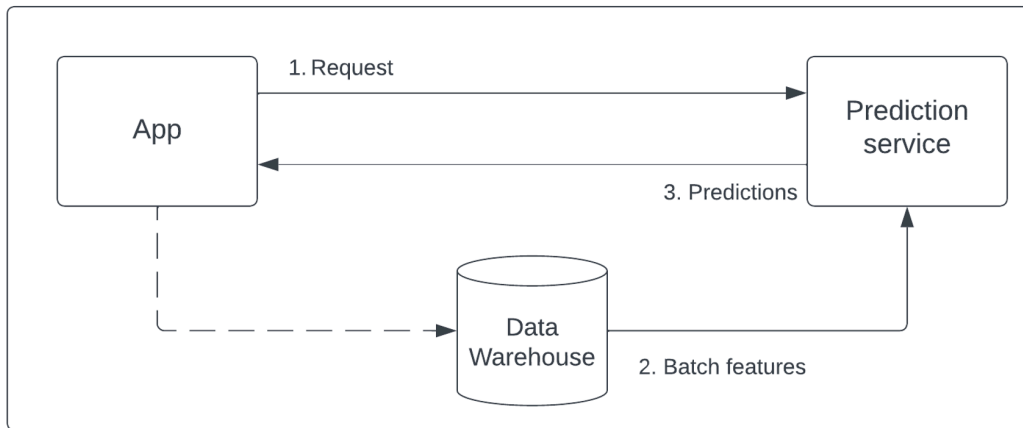 1. Request
App
Prediction
service
3. Predictions
Data
Warehouse
2. Batch features